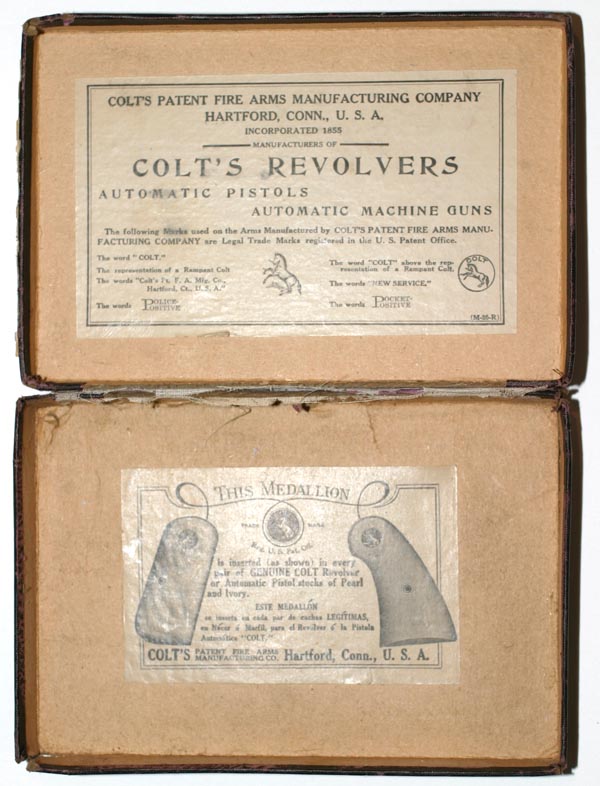 COLT'S PATENT FIRE ARMS MANUFACTURING COMPANY
HARTFORD, CONN., U. S. A.
INCORPORATED 1855
MANUFACTURERS OF
COLT'S REVOLVERS
AUTOMATIC PISTOLS
AUTOMATIC MACHINE GUNS
The following Marks used on the Arms Manufactured by COLT'S PATENT FIRE ARMS MANU-
FACTURING COMPANY are Legal Trade Marks registered in the U. S. Patent Office.
The word "COLT."
The representation of a Rampant Colt
The words "Colt's Pt. F. A. Mfg. Co.,
Hartford, Ct., U. S. A."
The words POLICE-
POSITIVE
The word "COLT" above the rep-
resentation of a Rampant Colt.
The words "NEW SERVICE,"
The words POCKET-
POSITIVE
COLT
(M-35-R)
THIS MEDALLION
TRADE MARK
Reg. U. S. Pat. Off.
is inserted (as shown) in every
pair of GENUINE COLT Revolver
or Automatic Pistol stocks of Pearl
and Ivory.
ESTE MEDALLÓN
se inserta en cada par de cachas LEGÍTIMAS,
en Nácar ó Marfil, para el Revolver ó la Pistola
Automática "COLT."
COLT'S PATENT FIRE ARMS
MANUFACTURING CO. Hartford, Conn., U. S. A.